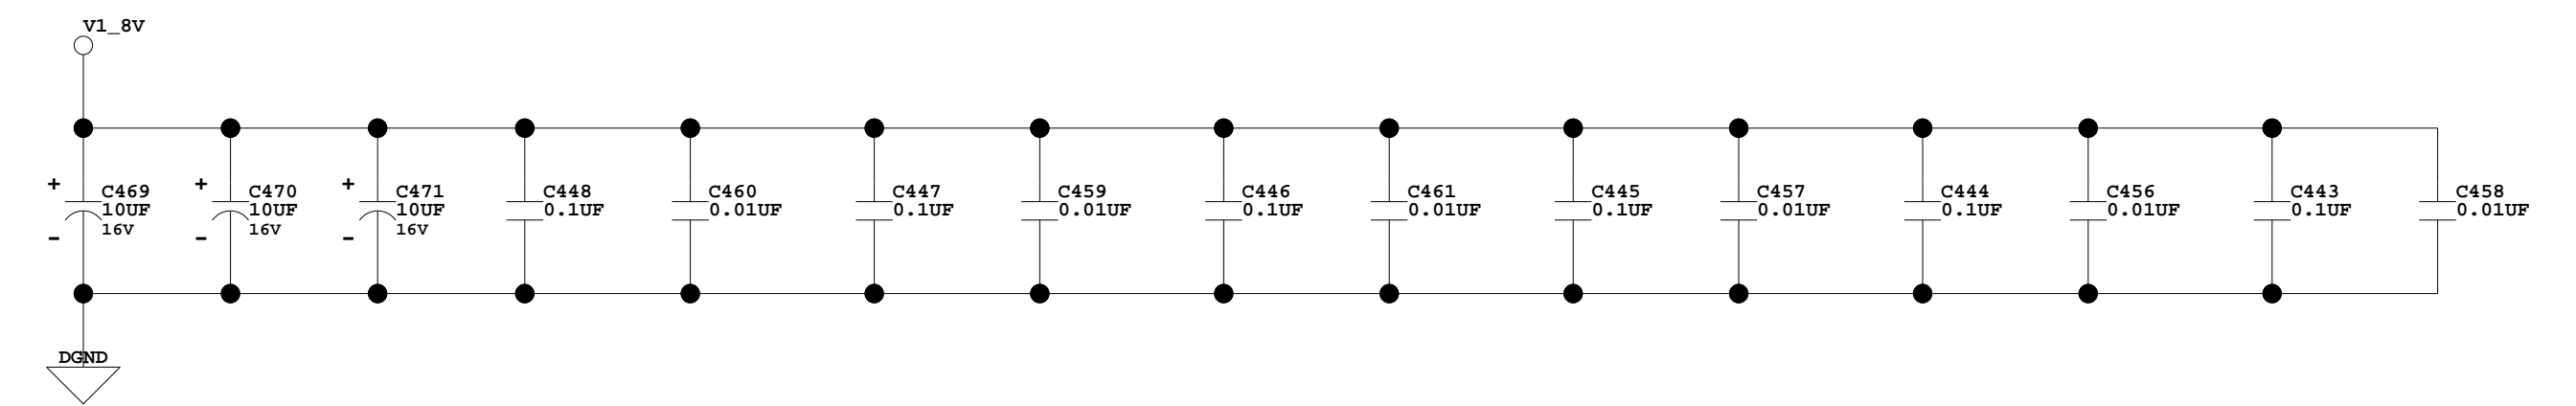 V1_8V
+
C469
10UF
16V
-
+
C470
10UF
16V
-
+
C471
10UF
16V
-
C448
0.1UF
C460
0.01UF
C447
0.1UF
C459
0.01UF
C446
0.1UF
C461
0.01UF
C445
0.1UF
C457
0.01UF
C444
0.1UF
C456
0.01UF
C443
0.1UF
C458
0.01UF
DGND